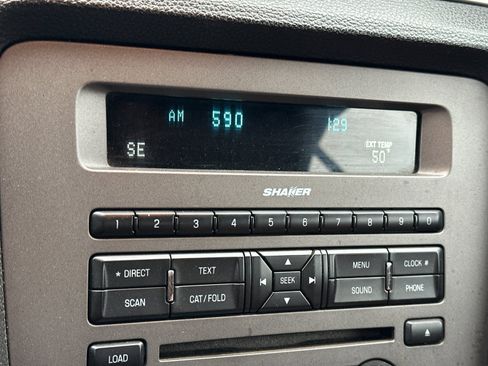 AM 590 1:29
SE EXT TEMP
50°F
SHAKER
1 2 3 4 5 6 7 8 9 0
* DIRECT TEXT SEEK MENU CLOCK #
SCAN CAT/FOLD SOUND PHONE
LOAD